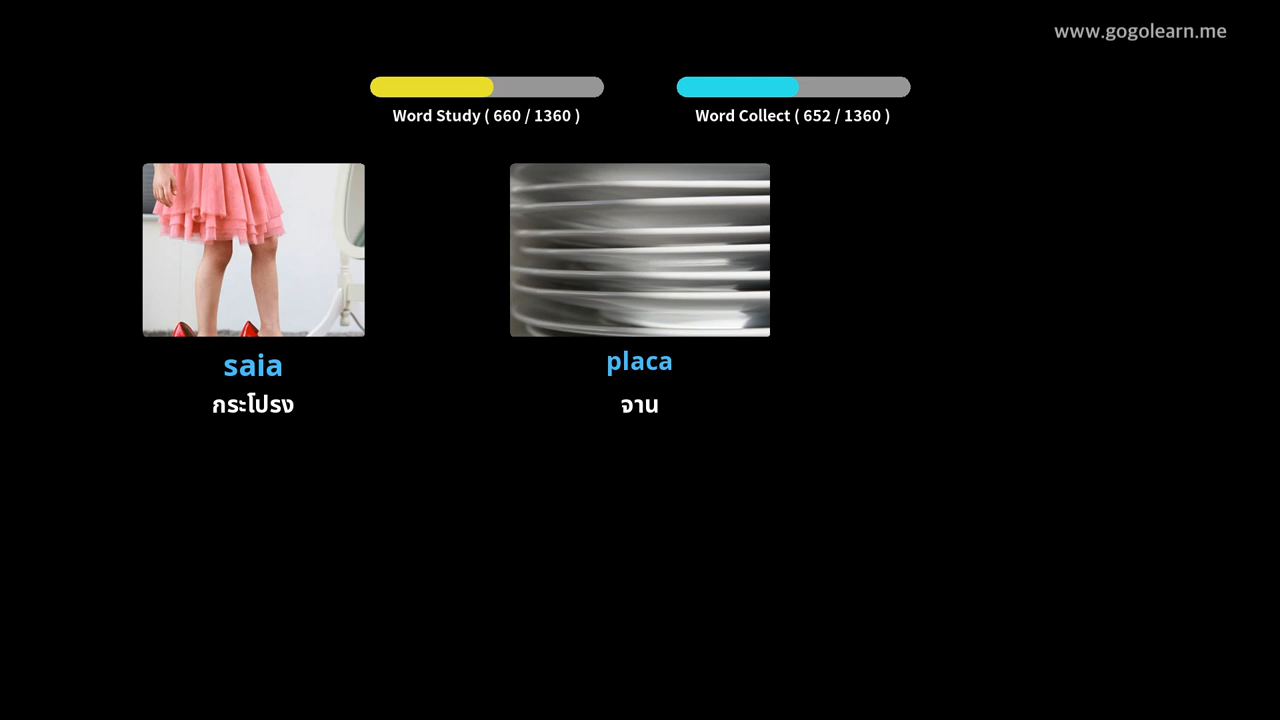 www.gogolearn.me
Word Study ( 660 / 1360 )
Word Collect ( 652 / 1360 )
saia
กระโปรง
placa
จาน